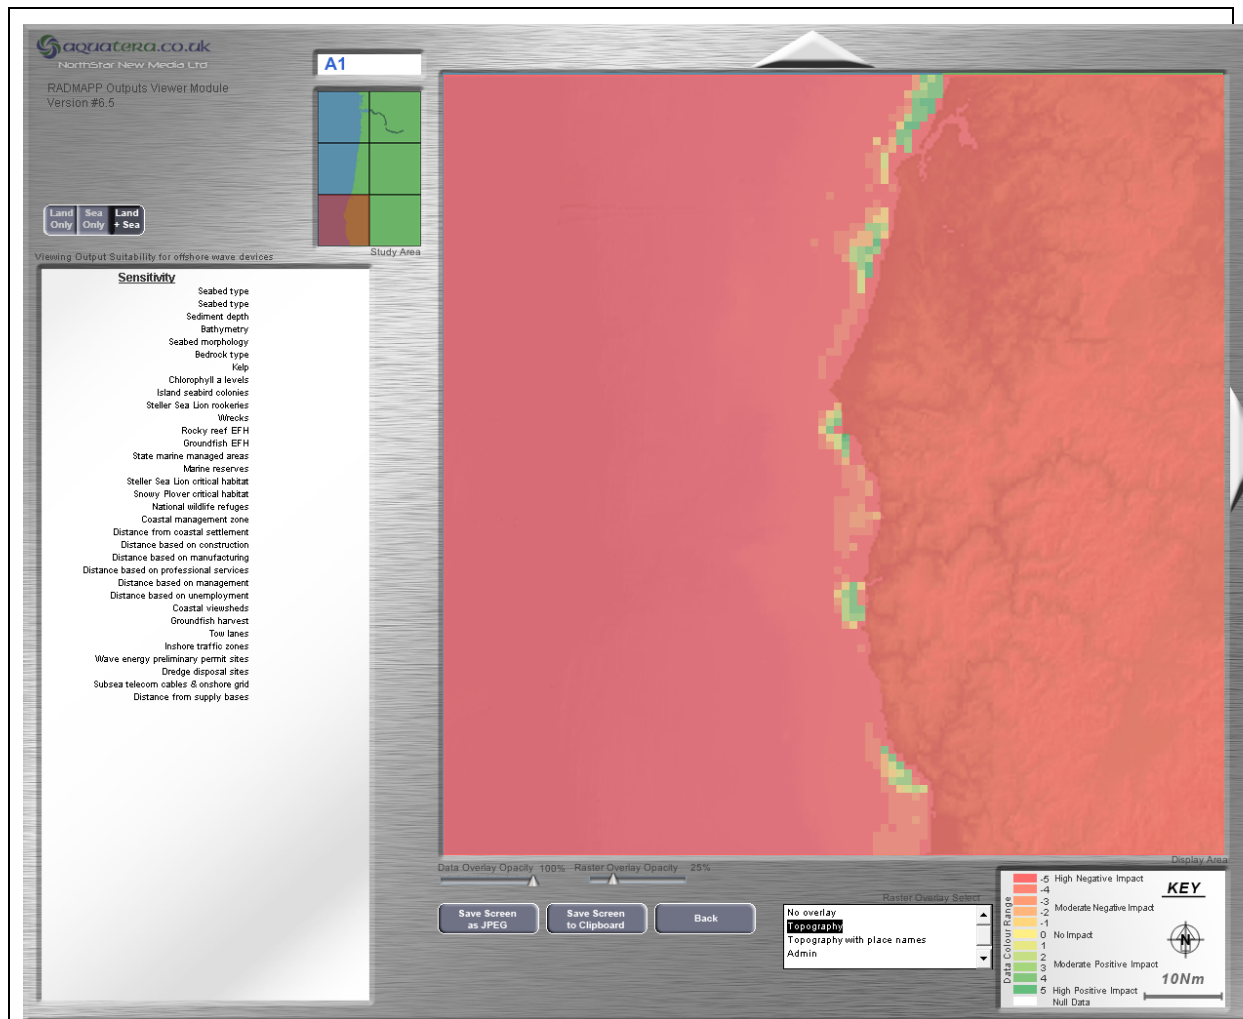 aquatera.co.uk
NorthStar New Media Ltd
RADMAPP Outputs Viewer Module
Version #6.5
A1
Study Area
Land Only
Sea Only
Land + Sea
Viewing Output Suitability for offshore wave devices
Sensitivity
Seabed type
Seabed type
Sediment depth
Bathymetry
Seabed morphology
Bedrock type
Kelp
Chlorophyll a levels
Island seabird colonies
Steller Sea Lion rookeries
Wrecks
Rocky reef EFH
Groundfish EFH
State marine managed areas
Marine reserves
Steller Sea Lion critical habitat
Snowy Plover critical habitat
National wildlife refuges
Coastal management zone
Distance from coastal settlement
Distance based on construction
Distance based on manufacturing
Distance based on professional services
Distance based on management
Distance based on unemployment
Coastal viewsheds
Groundfish harvest
Tow lanes
Inshore traffic zones
Wave energy preliminary permit sites
Dredge disposal sites
Subsea telecom cables & onshore grid
Distance from supply bases
Display Area
Data Overlay Opacity 100% Raster Overlay Opacity 25%
Save Screen as JPEG
Save Screen to Clipboard
Back
Raster Overlay Select
No overlay
Topography
Topography with place names
Admin
Data Colour Range
-5 High Negative Impact
-4
-3
-2 Moderate Negative Impact
-1
0 No Impact
1
2
3 Moderate Positive Impact
4
5 High Positive Impact
Null Data
KEY
N
10Nm